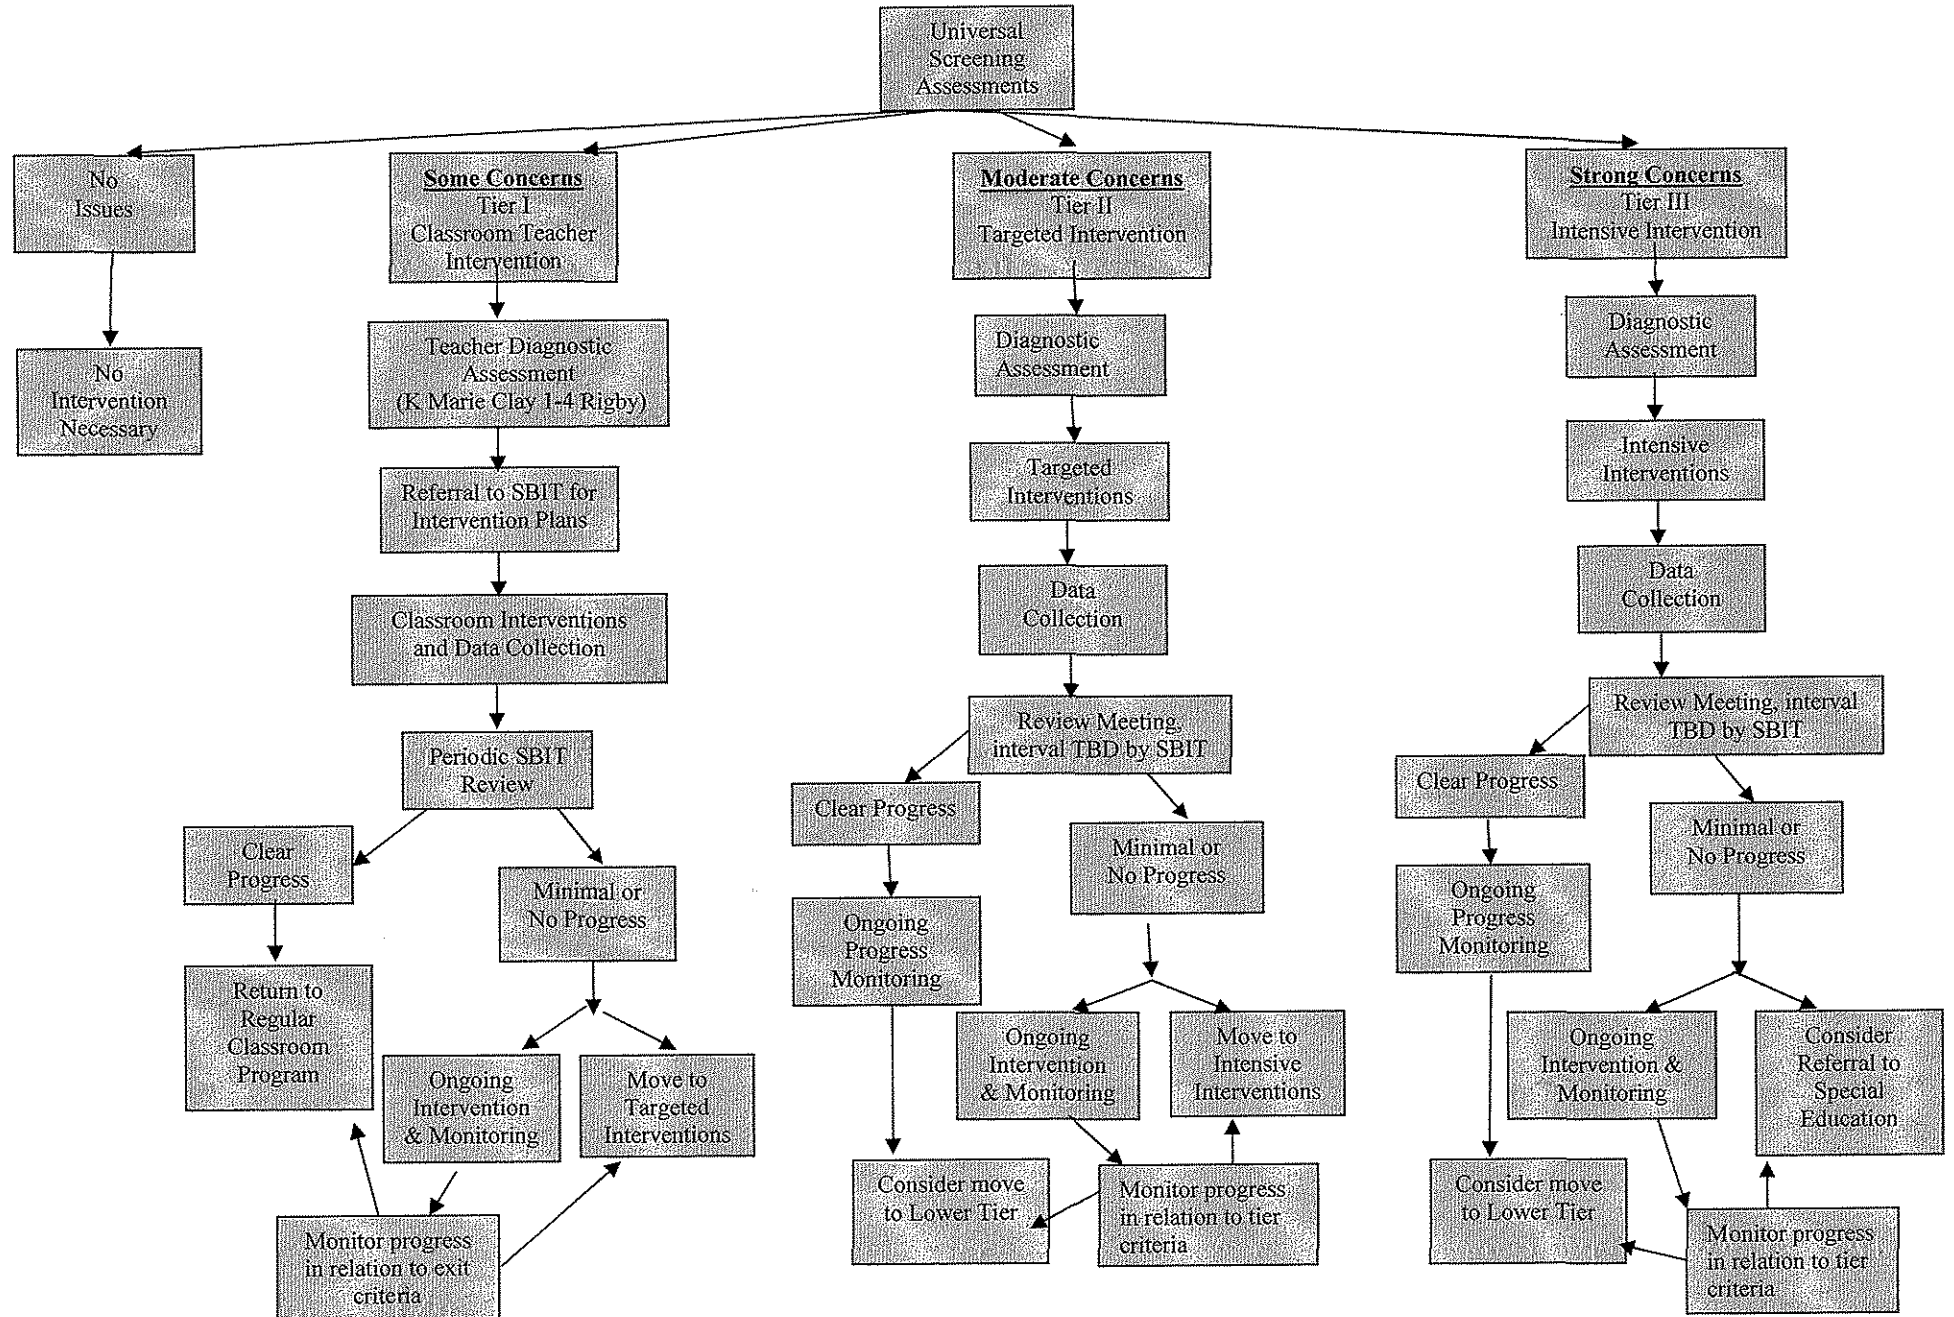 Universal
Screening
Assessments
No
Issues
No
Intervention
Necessary
Some Concerns
Tier I
Classroom Teacher
Intervention
Teacher Diagnostic
Assessment
(K Marie Clay 1-4 Rigby)
Referral to SBIT for
Intervention Plans
Classroom Interventions
and Data Collection
Periodic SBIT
Review
Clear
Progress
Return to
Regular
Classroom
Program
Minimal or
No Progress
Ongoing
Intervention
& Monitoring
Move to
Targeted
Interventions
Monitor progress
in relation to exit
criteria
Moderate Concerns
Tier II
Targeted Intervention
Diagnostic
Assessment
Targeted
Interventions
Data
Collection
Review Meeting,
interval TBD by SBIT
Clear Progress
Ongoing
Progress
Monitoring
Consider move
to Lower Tier
Minimal or
No Progress
Ongoing
Intervention
& Monitoring
Move to
Intensive
Interventions
Monitor progress
in relation to tier
criteria
Strong Concerns
Tier III
Intensive Intervention
Diagnostic
Assessment
Intensive
Interventions
Data
Collection
Review Meeting, interval
TBD by SBIT
Clear Progress
Ongoing
Progress
Monitoring
Consider move
to Lower Tier
Minimal or
No Progress
Ongoing
Intervention &
Monitoring
Consider
Referral to
Special
Education
Monitor progress
in relation to tier
criteria